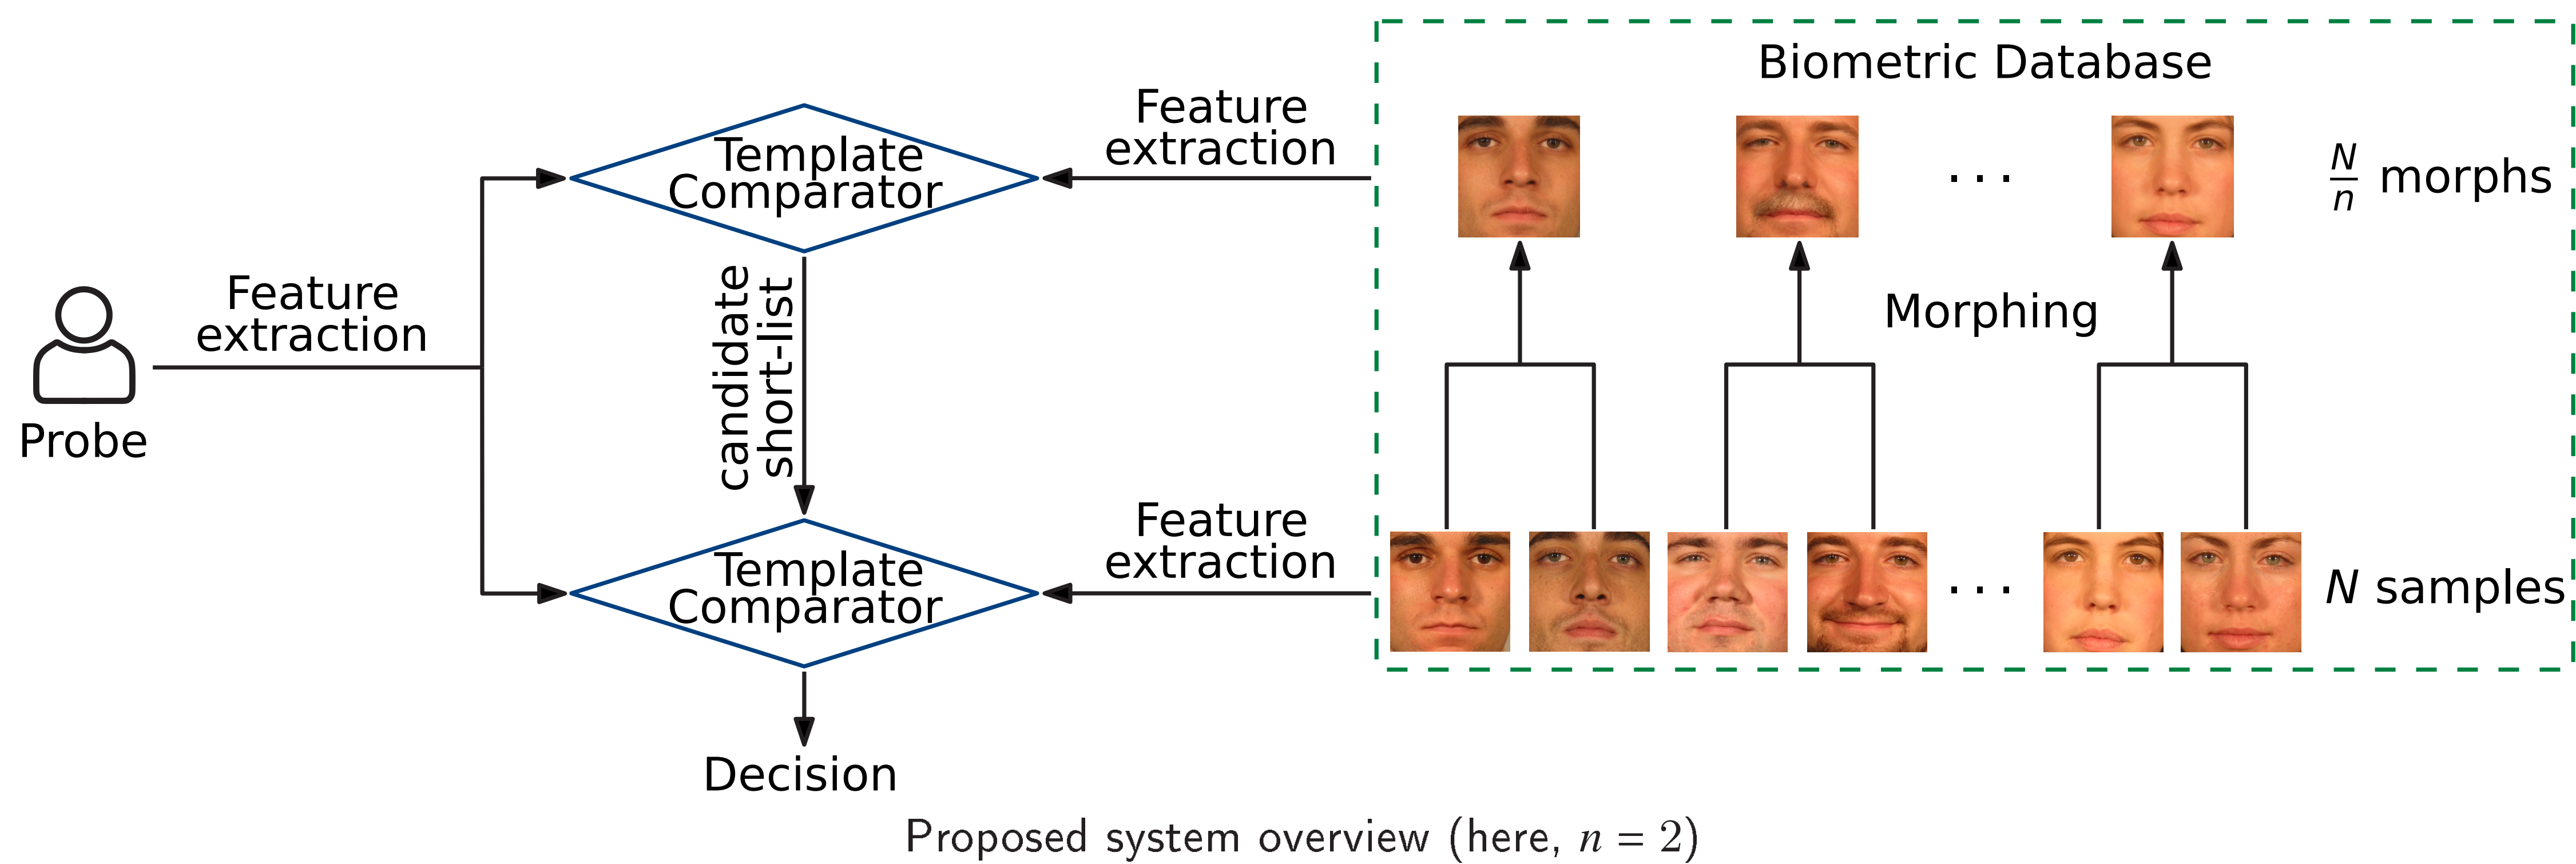 Biometric Database
Feature
extraction
Template
Comparator
· · ·
N/n morphs
Feature
extraction
candidate
short-list
Morphing
Probe
Feature
extraction
Template
Comparator
· · ·
N samples
Decision
Proposed system overview (here, n = 2)